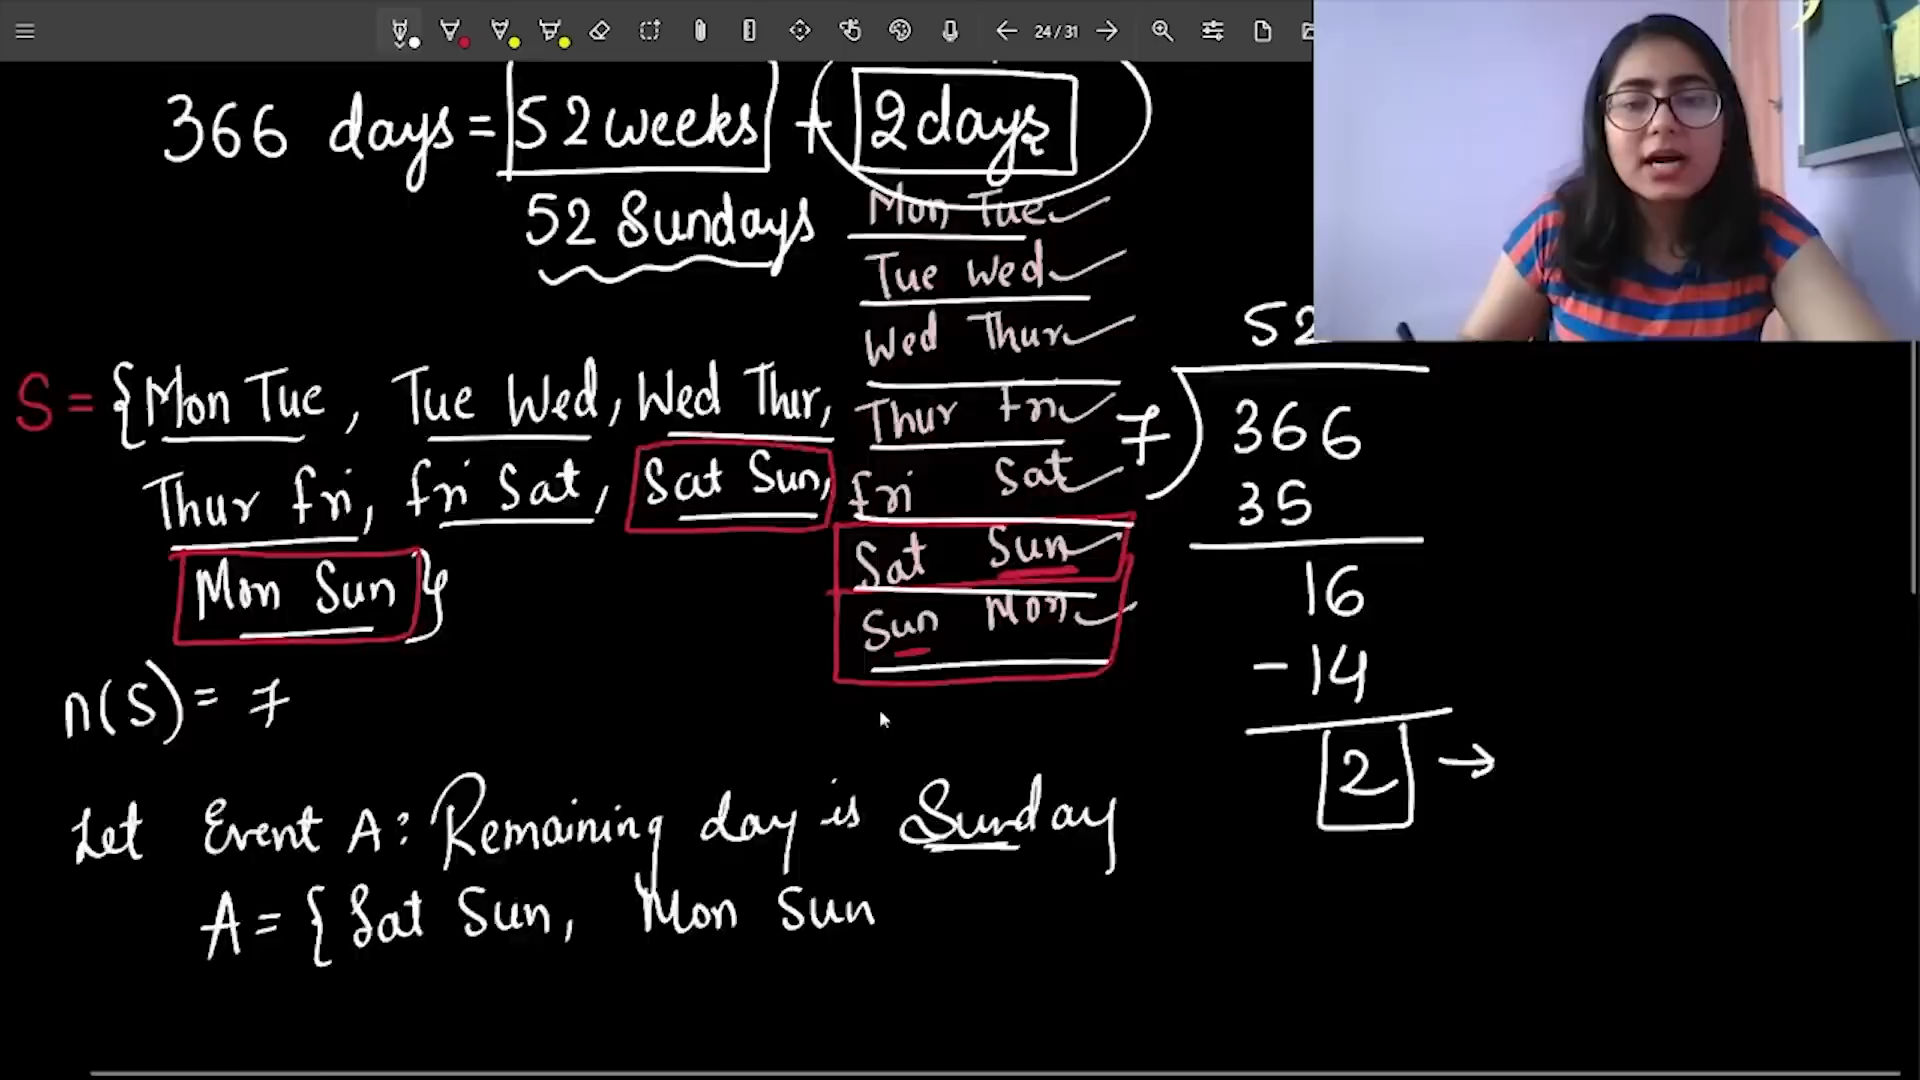 24 / 31
366 days = 52 weeks + 2 days
52 Sundays
Mon Tue
Tue Wed
Wed Thur
Thur Fri
Fri Sat
Sat Sun
Sun Mon
S = {Mon Tue, Tue Wed, Wed Thur,
Thur Fri, Fri Sat, Sat Sun,
Mon Sun}
n(S) = 7
Let Event A: Remaining day is Sunday
A = {Sat Sun, Mon Sun
52
7) 366
35
16
- 14
2 →